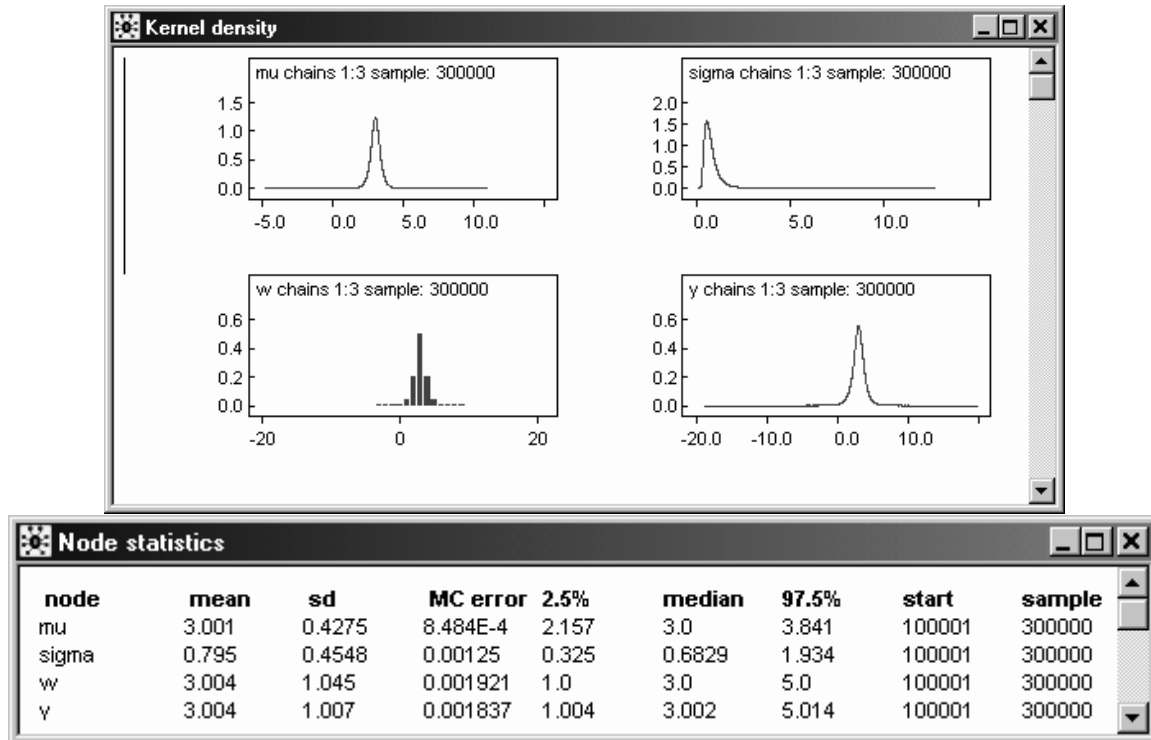 Kernel density
mu chains 1:3 sample: 300000
1.5
1.0
0.5
0.0
-5.0 0.0 5.0 10.0
sigma chains 1:3 sample: 300000
2.0
1.5
1.0
0.5
0.0
0.0 5.0 10.0
w chains 1:3 sample: 300000
0.6
0.4
0.2
0.0
-20 0 20
y chains 1:3 sample: 300000
0.6
0.4
0.2
0.0
-20.0 -10.0 0.0 10.0
Node statistics
node mean sd MC error 2.5% median 97.5% start sample
mu 3.001 0.4275 8.484E-4 2.157 3.0 3.841 100001 300000
sigma 0.795 0.4548 0.00125 0.325 0.6829 1.934 100001 300000
w 3.004 1.045 0.001921 1.0 3.0 5.0 100001 300000
y 3.004 1.007 0.001837 1.004 3.002 5.014 100001 300000